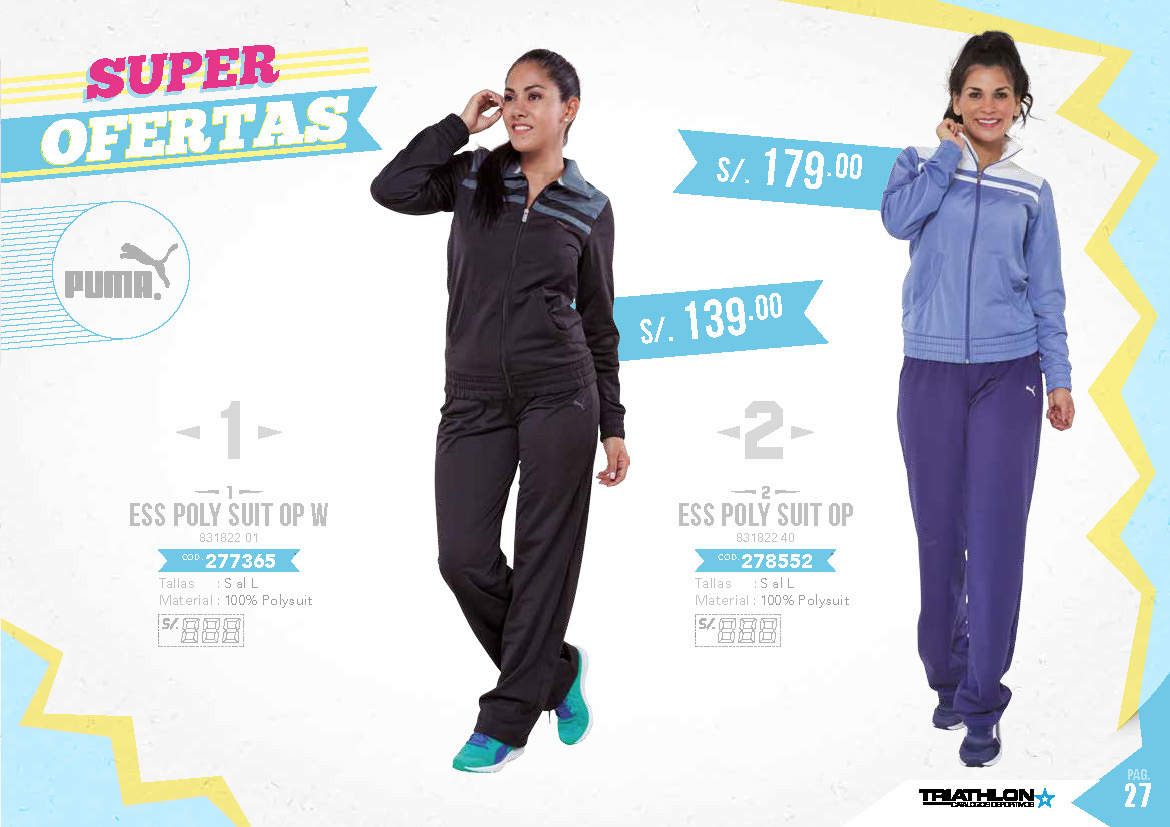 SUPER
OFERTAS
PUMA.
S/. 179.00
S/. 139.00
1
1
ESS POLY SUIT OP W
831822 01
COD. 277365
Tallas : S al L
Material : 100% Polysuit
S/. 888
2
2
ESS POLY SUIT OP
831822 40
COD. 278552
Tallas : S al L
Material : 100% Polysuit
S/. 888
TRIATHLON
CATALOGOS DEPORTIVOS
PAG.
27